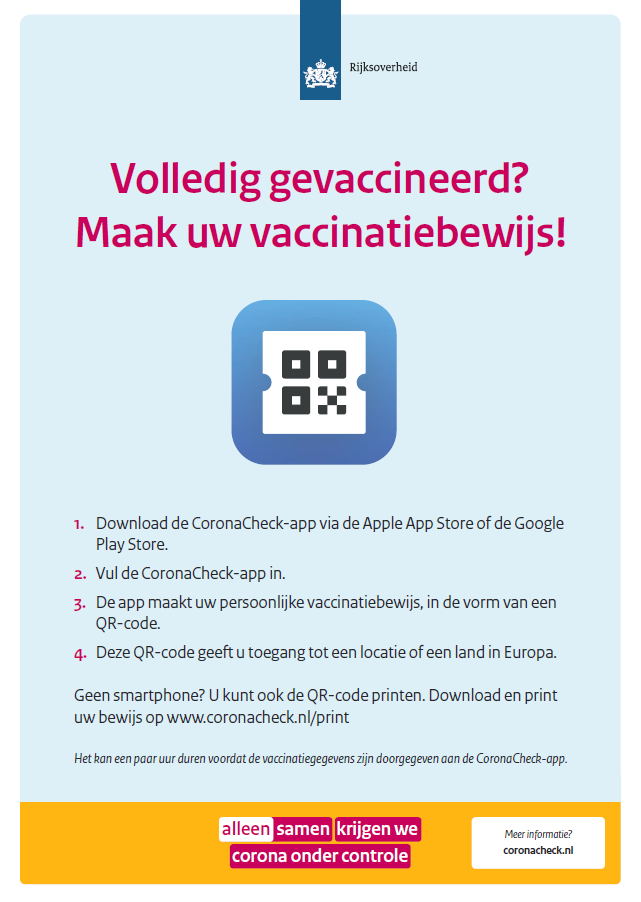 Rijksoverheid
Volledig gevaccineerd?
Maak uw vaccinatiebewijs!
1. Download de CoronaCheck-app via de Apple App Store of de Google
Play Store.
2. Vul de CoronaCheck-app in.
3. De app maakt uw persoonlijke vaccinatiebewijs, in de vorm van een
QR-code.
4. Deze QR-code geeft u toegang tot een locatie of een land in Europa.
Geen smartphone? U kunt ook de QR-code printen. Download en print
uw bewijs op www.coronacheck.nl/print
Het kan een paar uur duren voordat de vaccinatiegegevens zijn doorgegeven aan de CoronaCheck-app.
alleen samen krijgen we
corona onder controle
Meer informatie?
coronacheck.nl